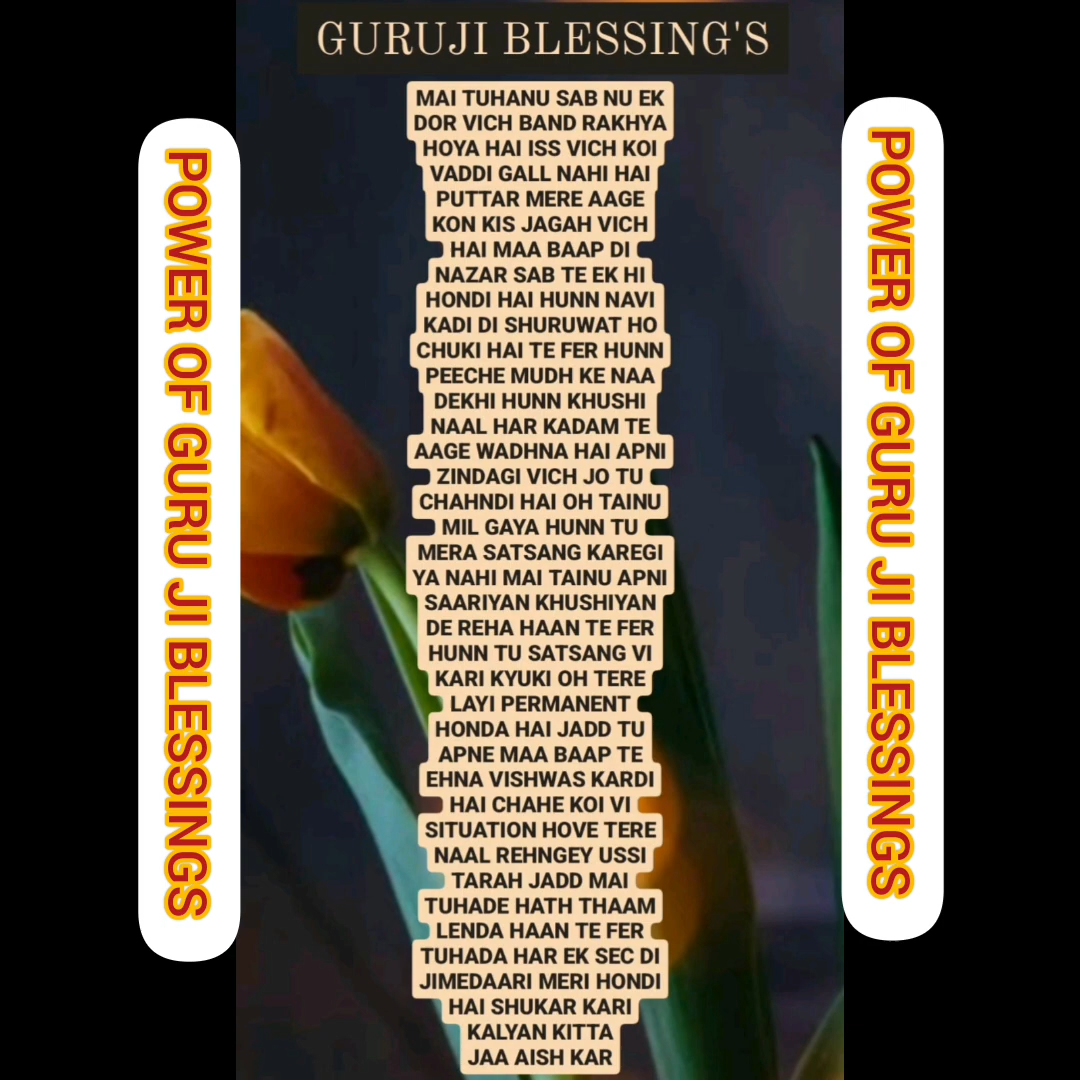 GURUJI BLESSING'S
MAI TUHANU SAB NU EK
DOR VICH BAND RAKHYA
HOYA HAI ISS VICH KOI
VADDI GALL NAHI HAI
PUTTAR MERE AAGE
KON KIS JAGAH VICH
HAI MAA BAAP DI
NAZAR SAB TE EK HI
HONDI HAI HUNN NAVI
KADI DI SHURUWAT HO
CHUKI HAI TE FER HUNN
PEECHE MUDH KE NAA
DEKHI HUNN KHUSHI
NAAL HAR KADAM TE
AAGE WADHNA HAI APNI
ZINDAGI VICH JO TU
CHAHNDI HAI OH TAINU
MIL GAYA HUNN TU
MERA SATSANG KAREGI
YA NAHI MAI TAINU APNI
SAARIYAN KHUSHIYAN
DE REHA HAAN TE FER
HUNN TU SATSANG VI
KARI KYUKI OH TERE
LAYI PERMANENT
HONDA HAI JADD TU
APNE MAA BAAP TE
EHNA VISHWAS KARDI
HAI CHAHE KOI VI
SITUATION HOVE TERE
NAAL REHNGEY USSI
TARAH JADD MAI
TUHADE HATH THAAM
LENDA HAAN TE FER
TUHADA HAR EK SEC DI
JIMEDAARI MERI HONDI
HAI SHUKAR KARI
KALYAN KITTA
JAA AISH KAR
POWER OF GURU JI BLESSINGS
POWER OF GURU JI BLESSINGS